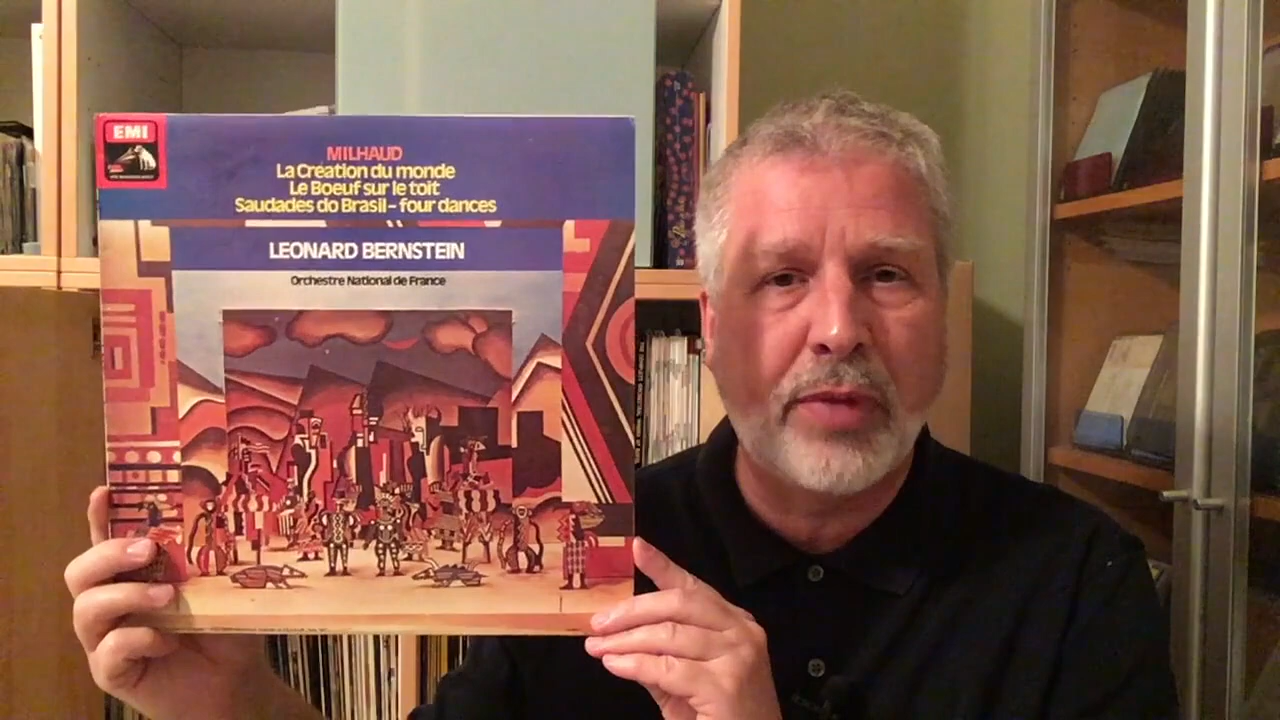 EMI
MILHAUD
La Création du monde
Le Boeuf sur le toit
Saudades do Brasil – four dances
LEONARD BERNSTEIN
Orchestre National de France